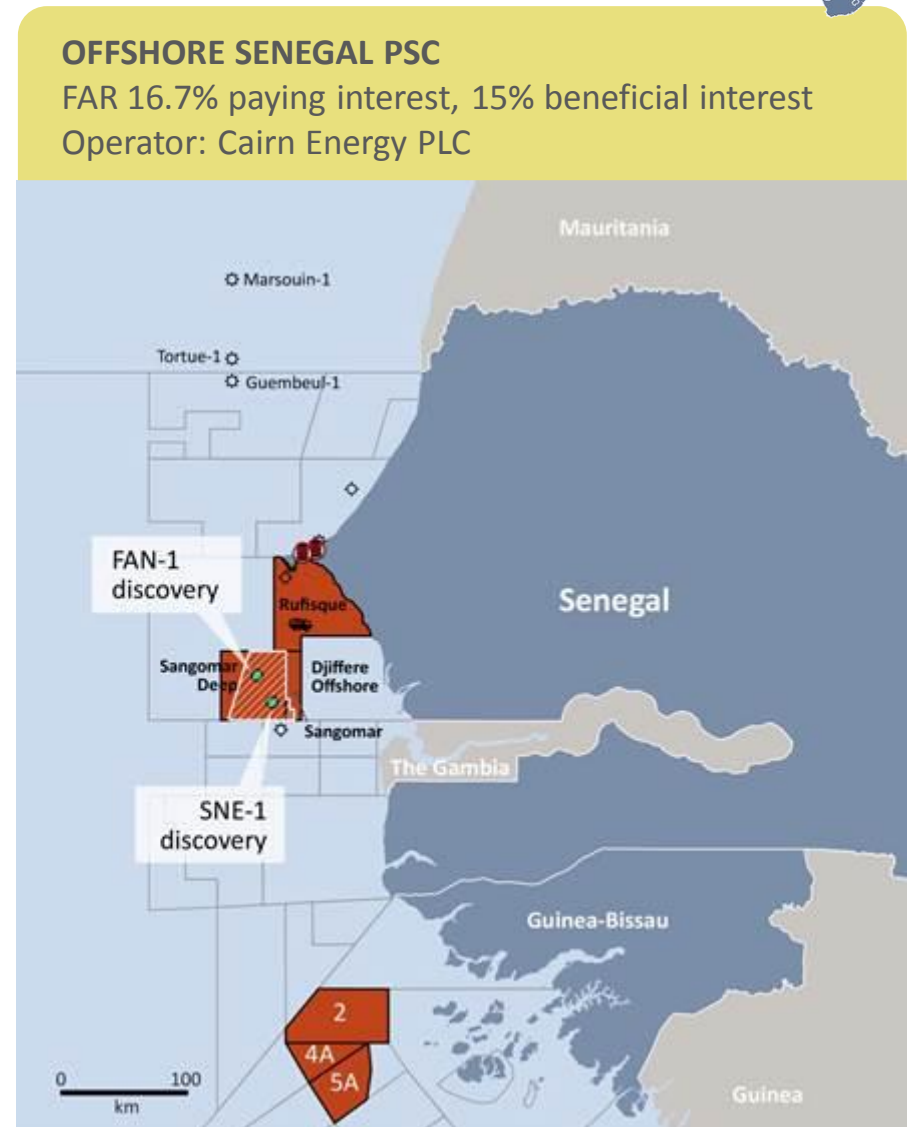 OFFSHORE SENEGAL PSC
FAR 16.7% paying interest, 15% beneficial interest
Operator: Cairn Energy PLC
Mauritania
Marsouin-1
Tortue-1
Guembeul-1
FAN-1
discovery
Senegal
Rufisque
Sangomar
Deep
Djiffere
Offshore
Sangomar
The Gambia
SNE-1
discovery
Guinea-Bissau
2
4A
5A
0 100
km
Guinea